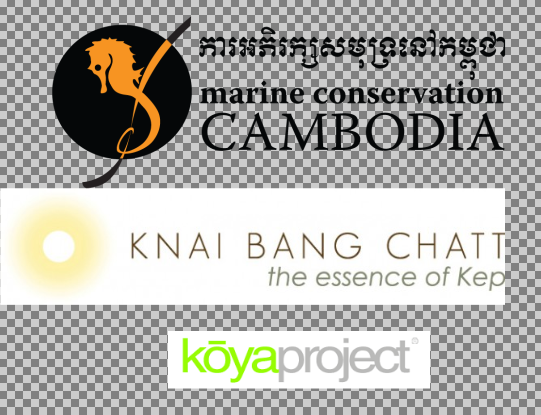 ការអភិរក្សសមុទ្រនៅកម្ពុជា
marine conservation
CAMBODIA
KNAI BANG CHATT
the essence of Kep
kōyaproject